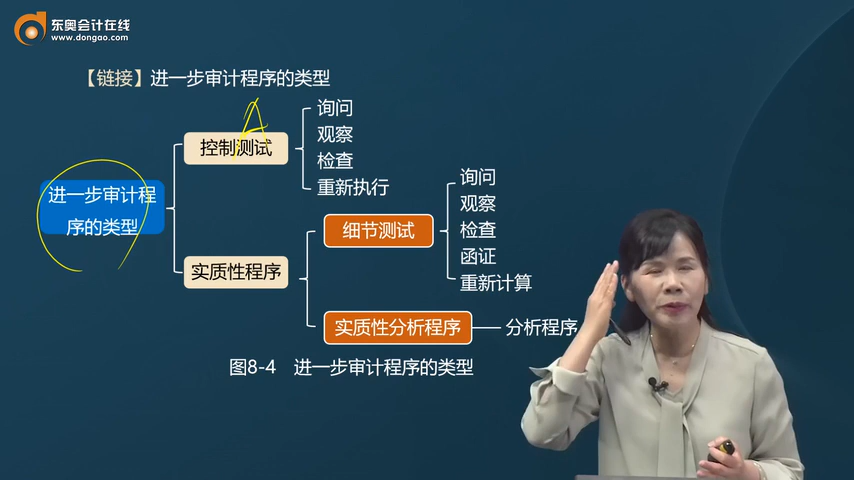 东奥会计在线
www.dongao.com
【链接】进一步审计程序的类型
进一步审计程
序的类型
控制测试
询问
观察
检查
重新执行
实质性程序
细节测试
询问
观察
检查
函证
重新计算
实质性分析程序
分析程序
图8-4 进一步审计程序的类型
A